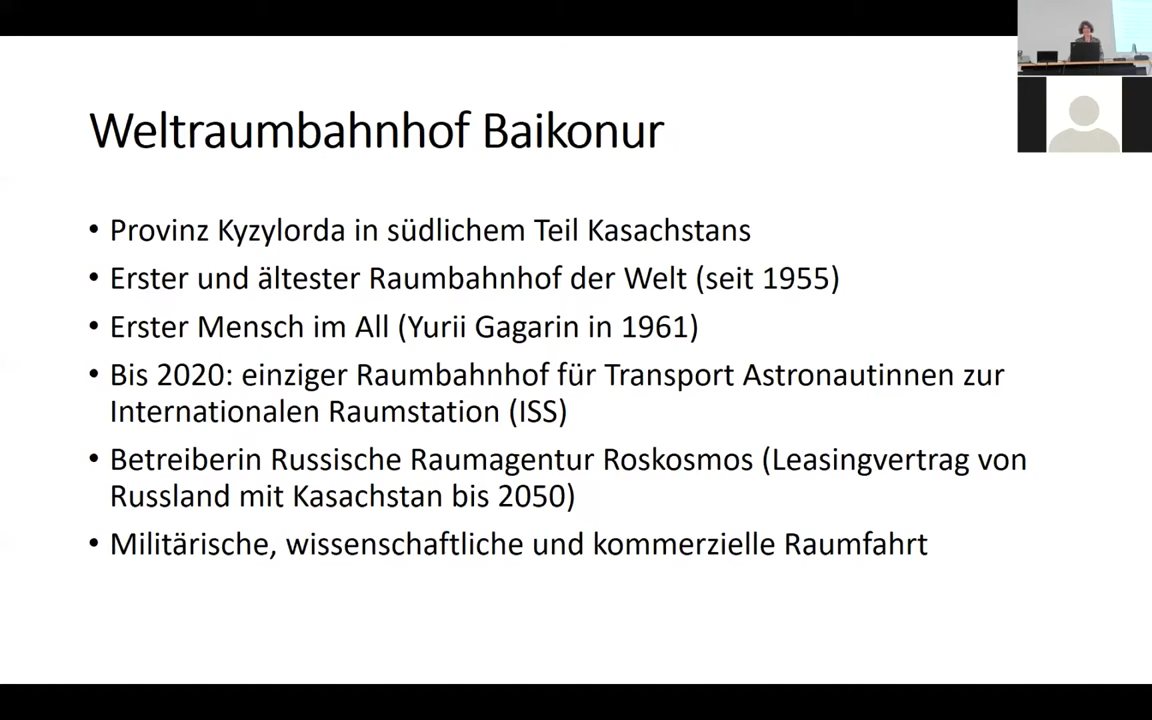 Weltraumbahnhof Baikonur
• Provinz Kyzylorda in südlichem Teil Kasachstans
• Erster und ältester Raumbahnhof der Welt (seit 1955)
• Erster Mensch im All (Yurii Gagarin in 1961)
• Bis 2020: einziger Raumbahnhof für Transport Astronautinnen zur
Internationalen Raumstation (ISS)
• Betreiberin Russische Raumagentur Roskosmos (Leasingvertrag von
Russland mit Kasachstan bis 2050)
• Militärische, wissenschaftliche und kommerzielle Raumfahrt